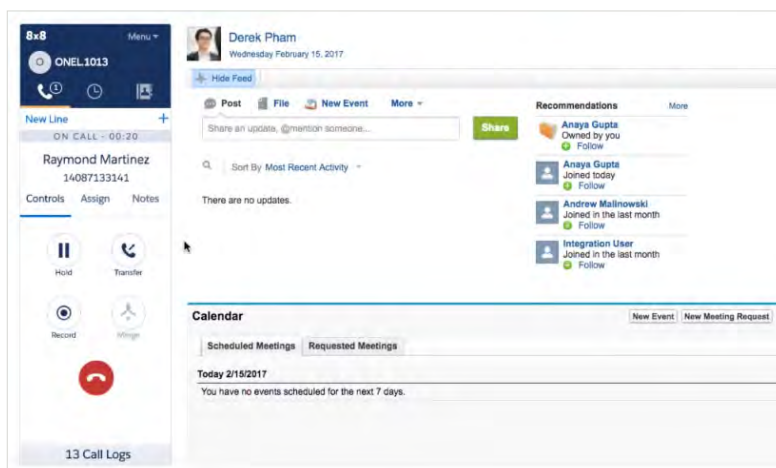 8x8 Menu
O ONEL1013
1
New Line +
ON CALL - 00:20
Raymond Martinez
14087133141
Controls Assign Notes
Hold Transfer
Record Merge
13 Call Logs
Derek Pham
Wednesday February 15, 2017
Hide Feed
Post File New Event More
Share an update, @mention someone... Share
Sort By Most Recent Activity
There are no updates.
Recommendations More
Anaya Gupta
Owned by you
Follow
Anaya Gupta
Joined today
Follow
Andrew Malinowski
Joined in the last month
Follow
Integration User
Joined in the last month
Follow
Calendar New Event New Meeting Request
Scheduled Meetings Requested Meetings
Today 2/15/2017
You have no events scheduled for the next 7 days.